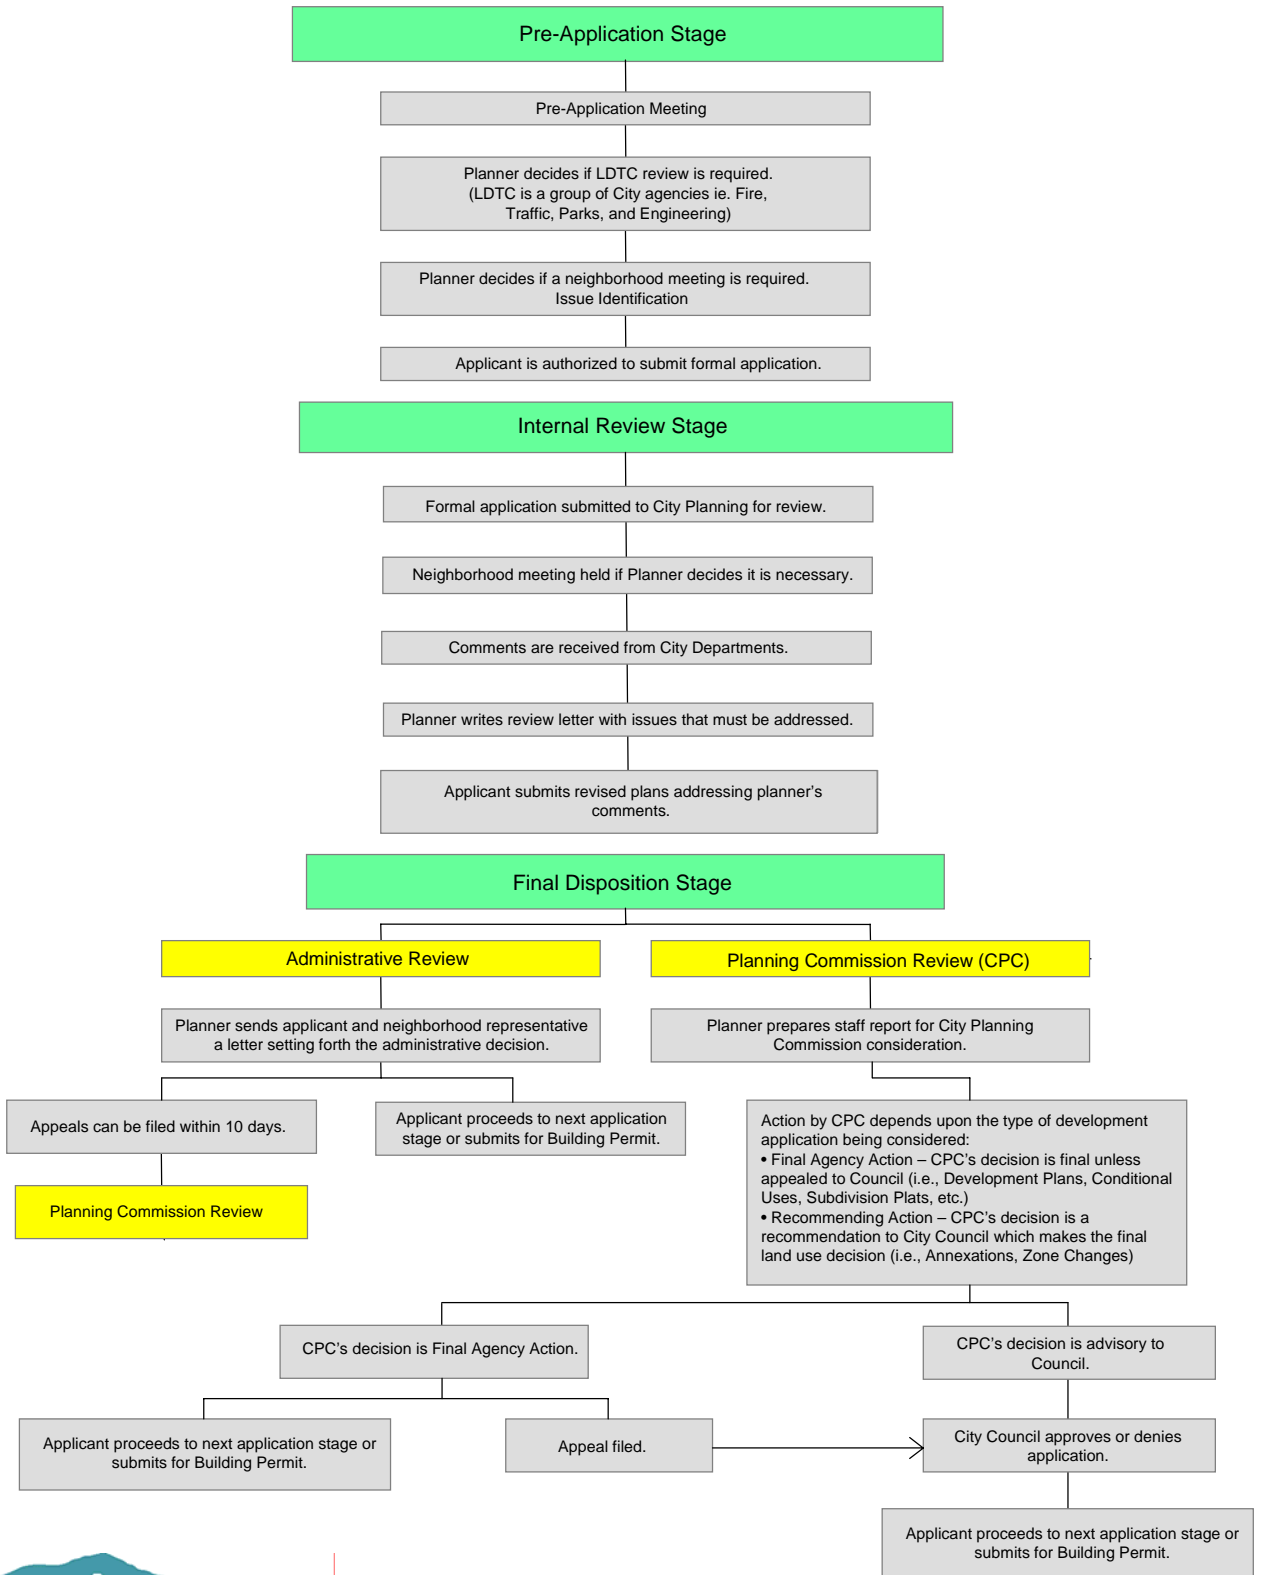 Pre-Application Stage
Pre-Application Meeting
Planner decides if LDTC review is required.
(LDTC is a group of City agencies ie. Fire,
Traffic, Parks, and Engineering)
Planner decides if a neighborhood meeting is required.
Issue Identification
Applicant is authorized to submit formal application.
Internal Review Stage
Formal application submitted to City Planning for review.
Neighborhood meeting held if Planner decides it is necessary.
Comments are received from City Departments.
Planner writes review letter with issues that must be addressed.
Applicant submits revised plans addressing planner’s
comments.
Final Disposition Stage
Administrative Review
Planning Commission Review (CPC)
Planner sends applicant and neighborhood representative
a letter setting forth the administrative decision.
Planner prepares staff report for City Planning
Commission consideration.
Appeals can be filed within 10 days.
Applicant proceeds to next application
stage or submits for Building Permit.
Planning Commission Review
Action by CPC depends upon the type of development
application being considered:
• Final Agency Action – CPC’s decision is final unless
appealed to Council (i.e., Development Plans, Conditional
Uses, Subdivision Plats, etc.)
• Recommending Action – CPC’s decision is a
recommendation to City Council which makes the final
land use decision (i.e., Annexations, Zone Changes)
CPC’s decision is Final Agency Action.
CPC’s decision is advisory to
Council.
Applicant proceeds to next application stage or
submits for Building Permit.
Appeal filed.
City Council approves or denies
application.
Applicant proceeds to next application stage or
submits for Building Permit.